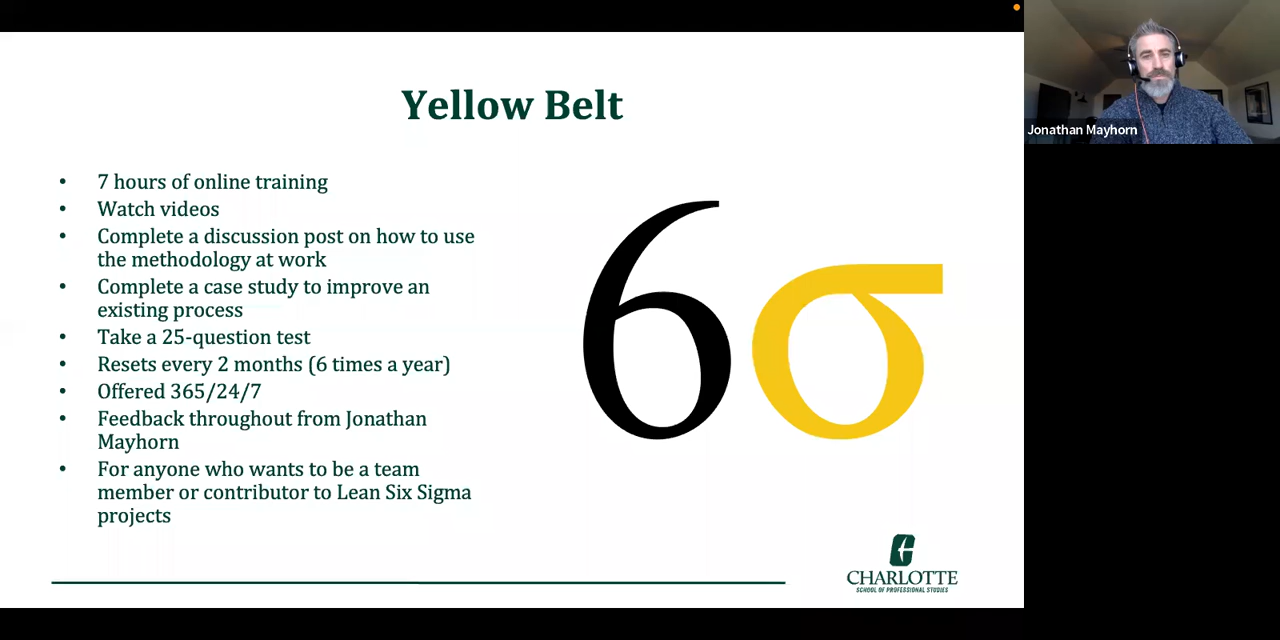 Yellow Belt
• 7 hours of online training
• Watch videos
• Complete a discussion post on how to use
the methodology at work
• Complete a case study to improve an
existing process
• Take a 25-question test
• Resets every 2 months (6 times a year)
• Offered 365/24/7
• Feedback throughout from Jonathan
Mayhorn
• For anyone who wants to be a team
member or contributor to Lean Six Sigma
projects
6σ
CHARLOTTE
SCHOOL OF PROFESSIONAL STUDIES
Jonathan Mayhorn